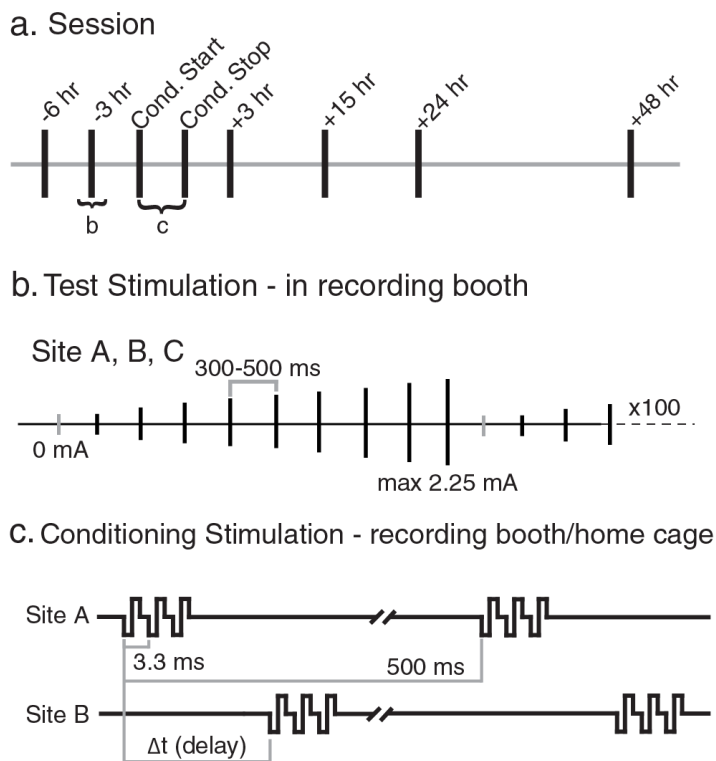 a. Session
-6 hr
-3 hr
Cond. Start
Cond. Stop
+3 hr
+15 hr
+24 hr
+48 hr
b
c
b. Test Stimulation - in recording booth
Site A, B, C
300-500 ms
x100
0 mA
max 2.25 mA
c. Conditioning Stimulation - recording booth/home cage
Site A
3.3 ms
500 ms
Site B
Δt (delay)